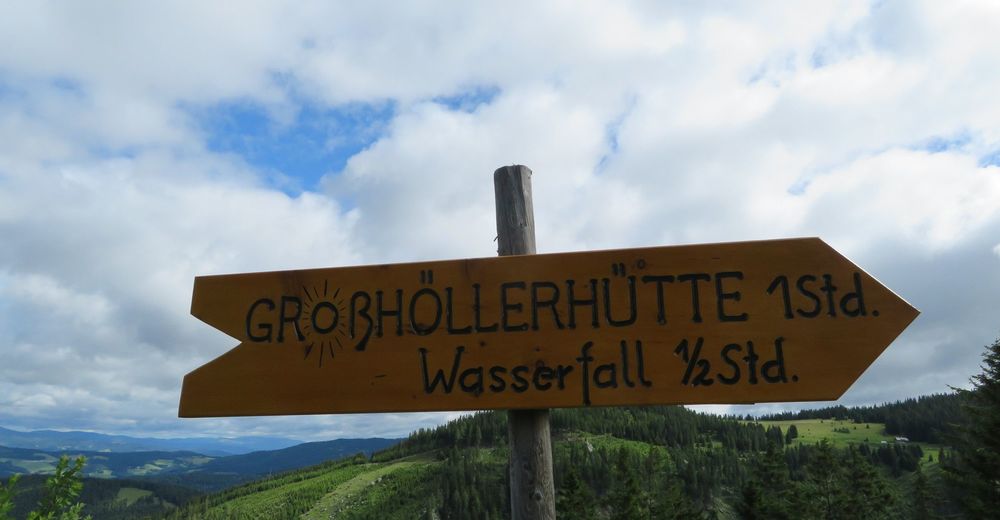 GROßHÖLLERHÜTTE 1Std.
Wasserfall ½Std.